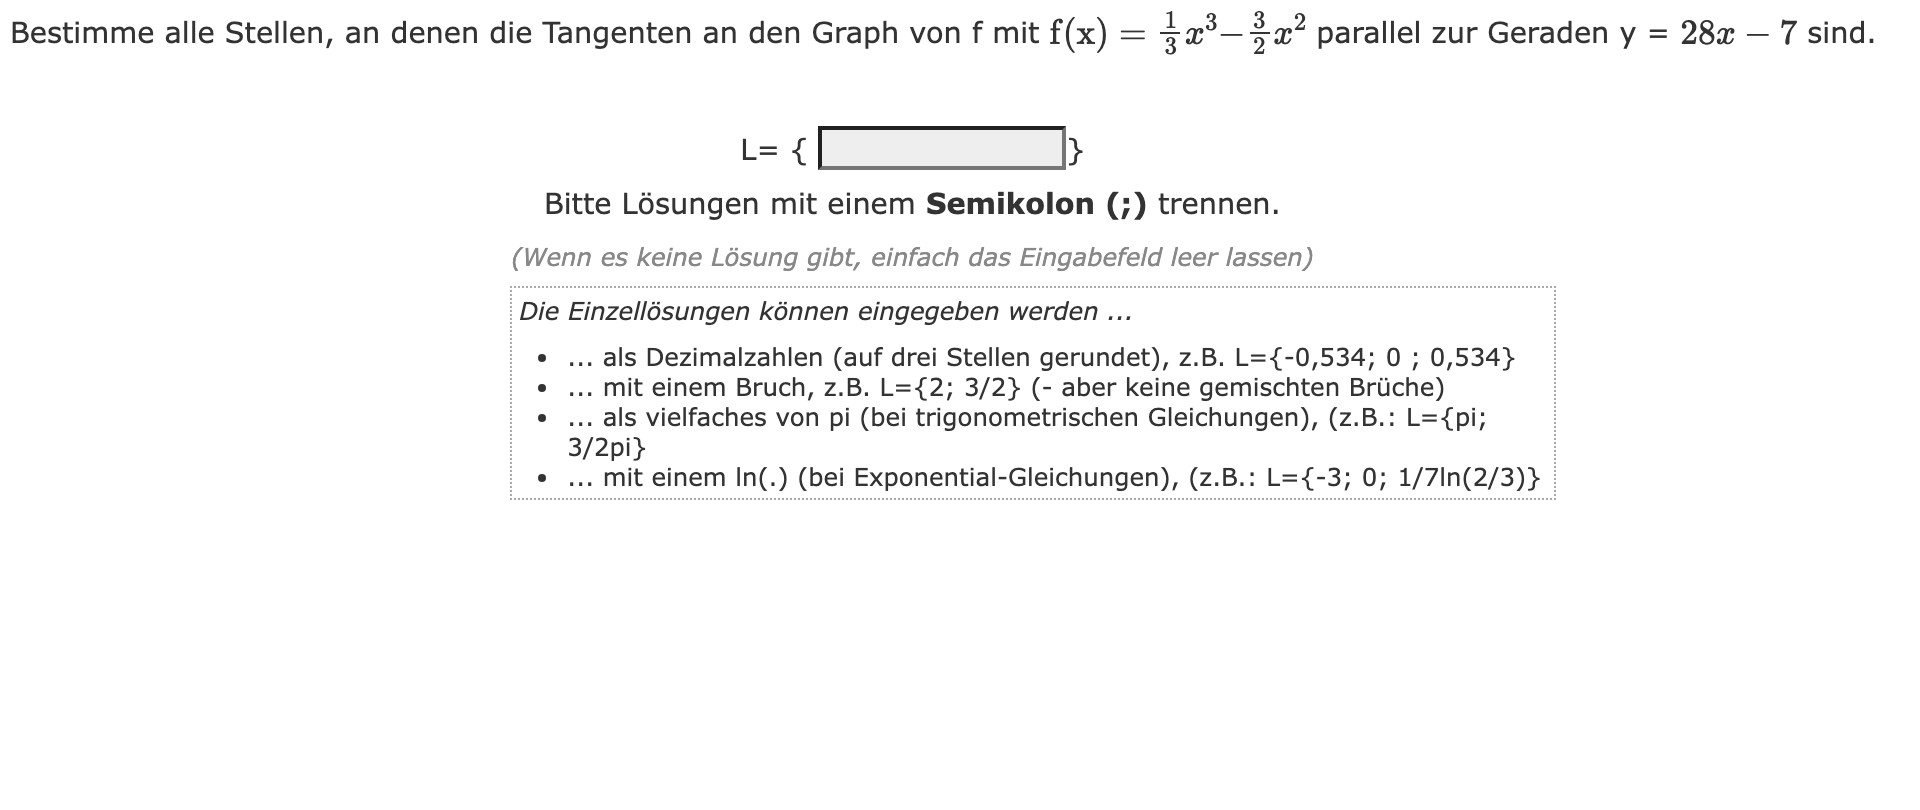 Bestimme alle Stellen, an denen die Tangenten an den Graph von f mit f(x) = 1/3 x³ – 3/2 x² parallel zur Geraden y = 28x − 7 sind.
L= { }
Bitte Lösungen mit einem Semikolon (;) trennen.
(Wenn es keine Lösung gibt, einfach das Eingabefeld leer lassen)
Die Einzellösungen können eingegeben werden ...
• ... als Dezimalzahlen (auf drei Stellen gerundet), z.B. L={-0,534; 0 ; 0,534}
• ... mit einem Bruch, z.B. L={2; 3/2} (- aber keine gemischten Brüche)
• ... als vielfaches von pi (bei trigonometrischen Gleichungen), (z.B.: L={pi;
3/2pi}
• ... mit einem ln(.) (bei Exponential-Gleichungen), (z.B.: L={-3; 0; 1/7ln(2/3)}